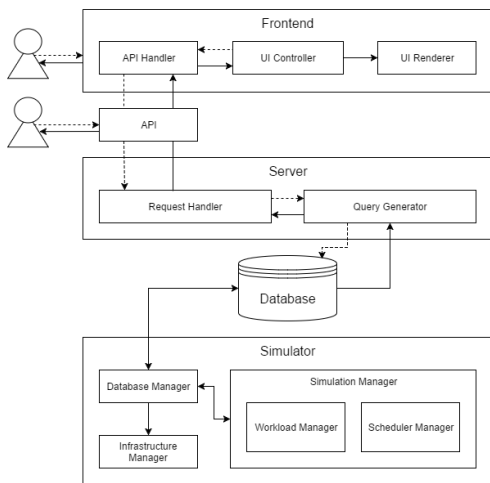 Frontend
API Handler
UI Controller
UI Renderer
API
Server
Request Handler
Query Generator
Database
Simulator
Database Manager
Simulation Manager
Workload Manager
Scheduler Manager
Infrastructure
Manager